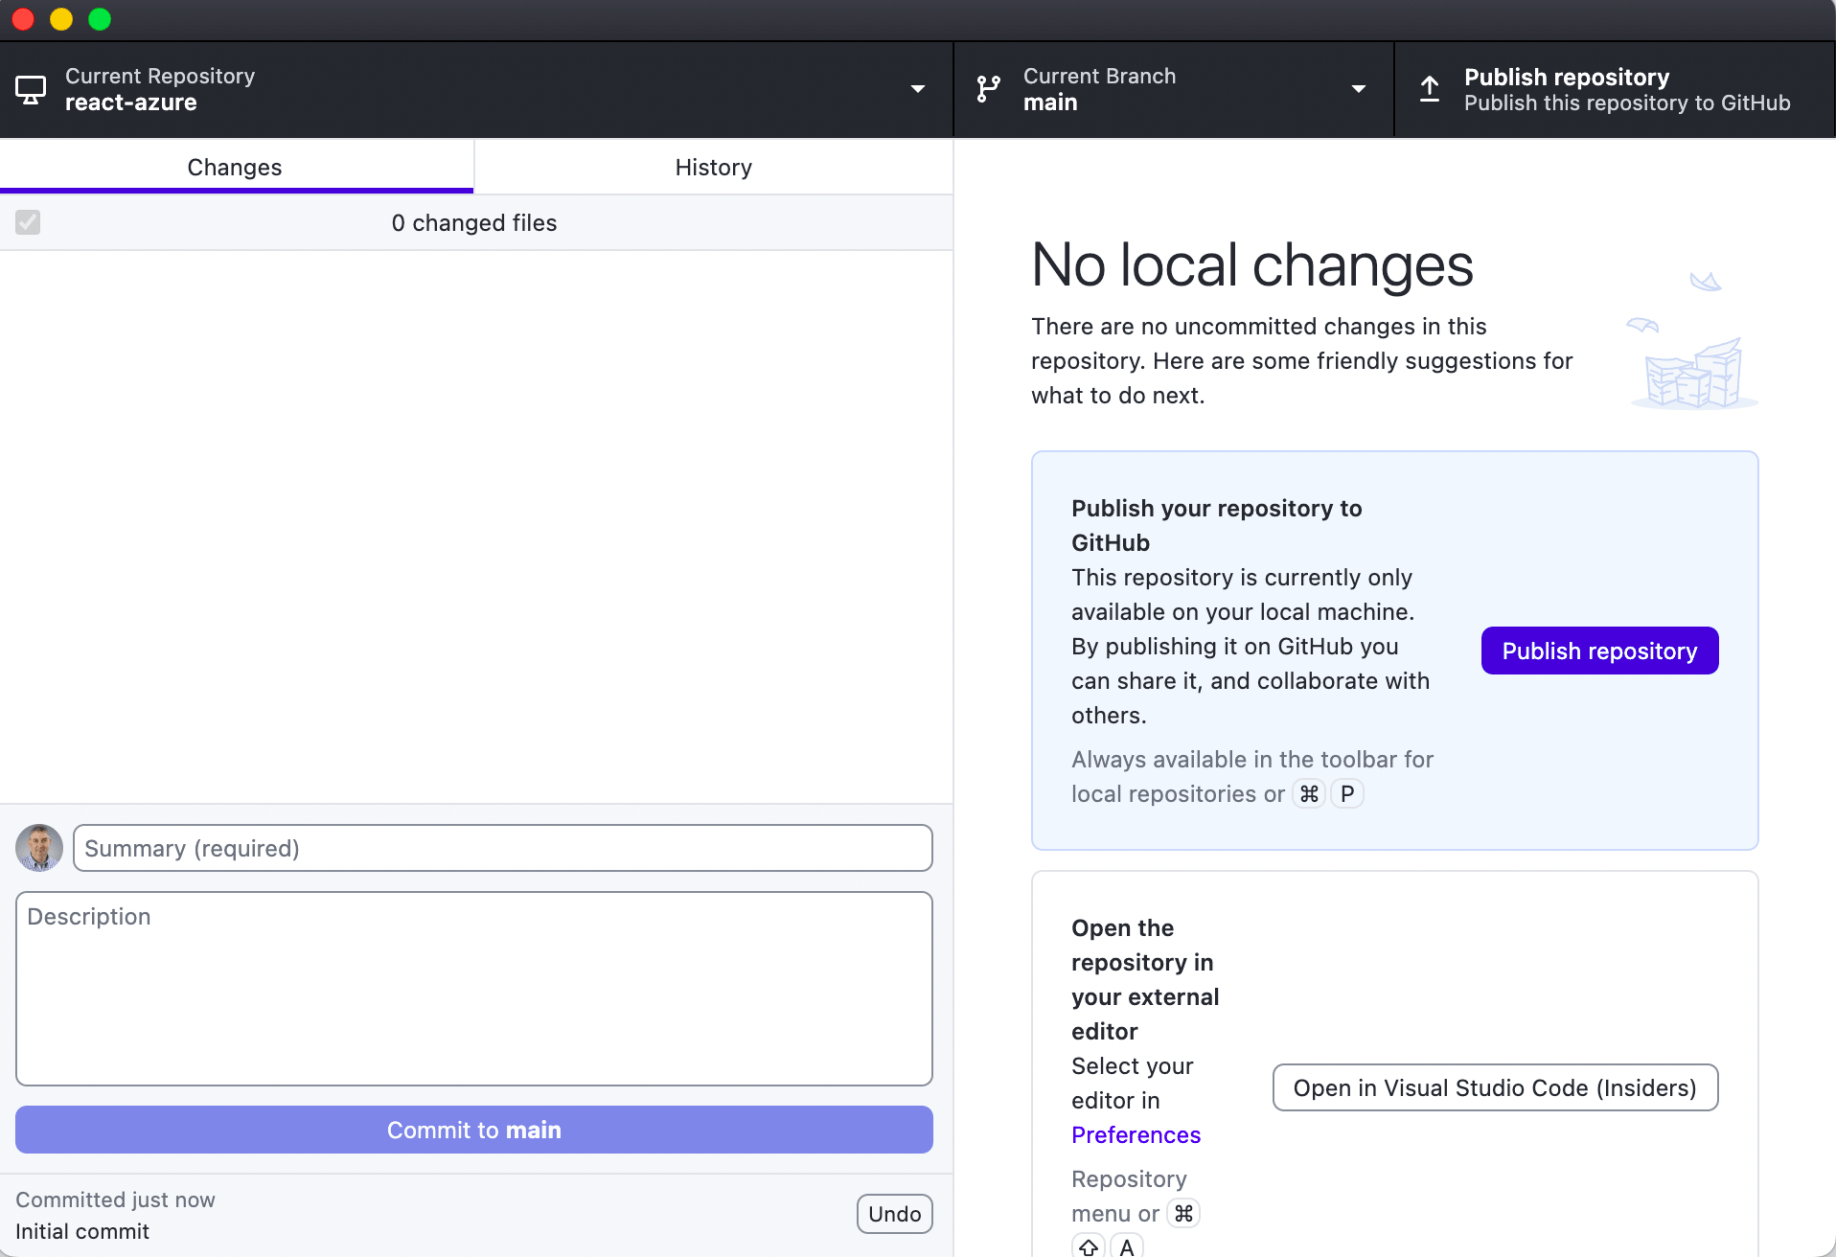 Current Repository
react-azure
Current Branch
main
Publish repository
Publish this repository to GitHub
Changes
History
0 changed files
No local changes
There are no uncommitted changes in this
repository. Here are some friendly suggestions for
what to do next.
Publish your repository to
GitHub
This repository is currently only
available on your local machine.
By publishing it on GitHub you
can share it, and collaborate with
others.
Always available in the toolbar for
local repositories or ⌘ P
Publish repository
Summary (required)
Description
Commit to main
Committed just now
Initial commit
Undo
Open the
repository in
your external
editor
Select your
editor in
Preferences
Repository
menu or ⌘
⇧ A
Open in Visual Studio Code (Insiders)